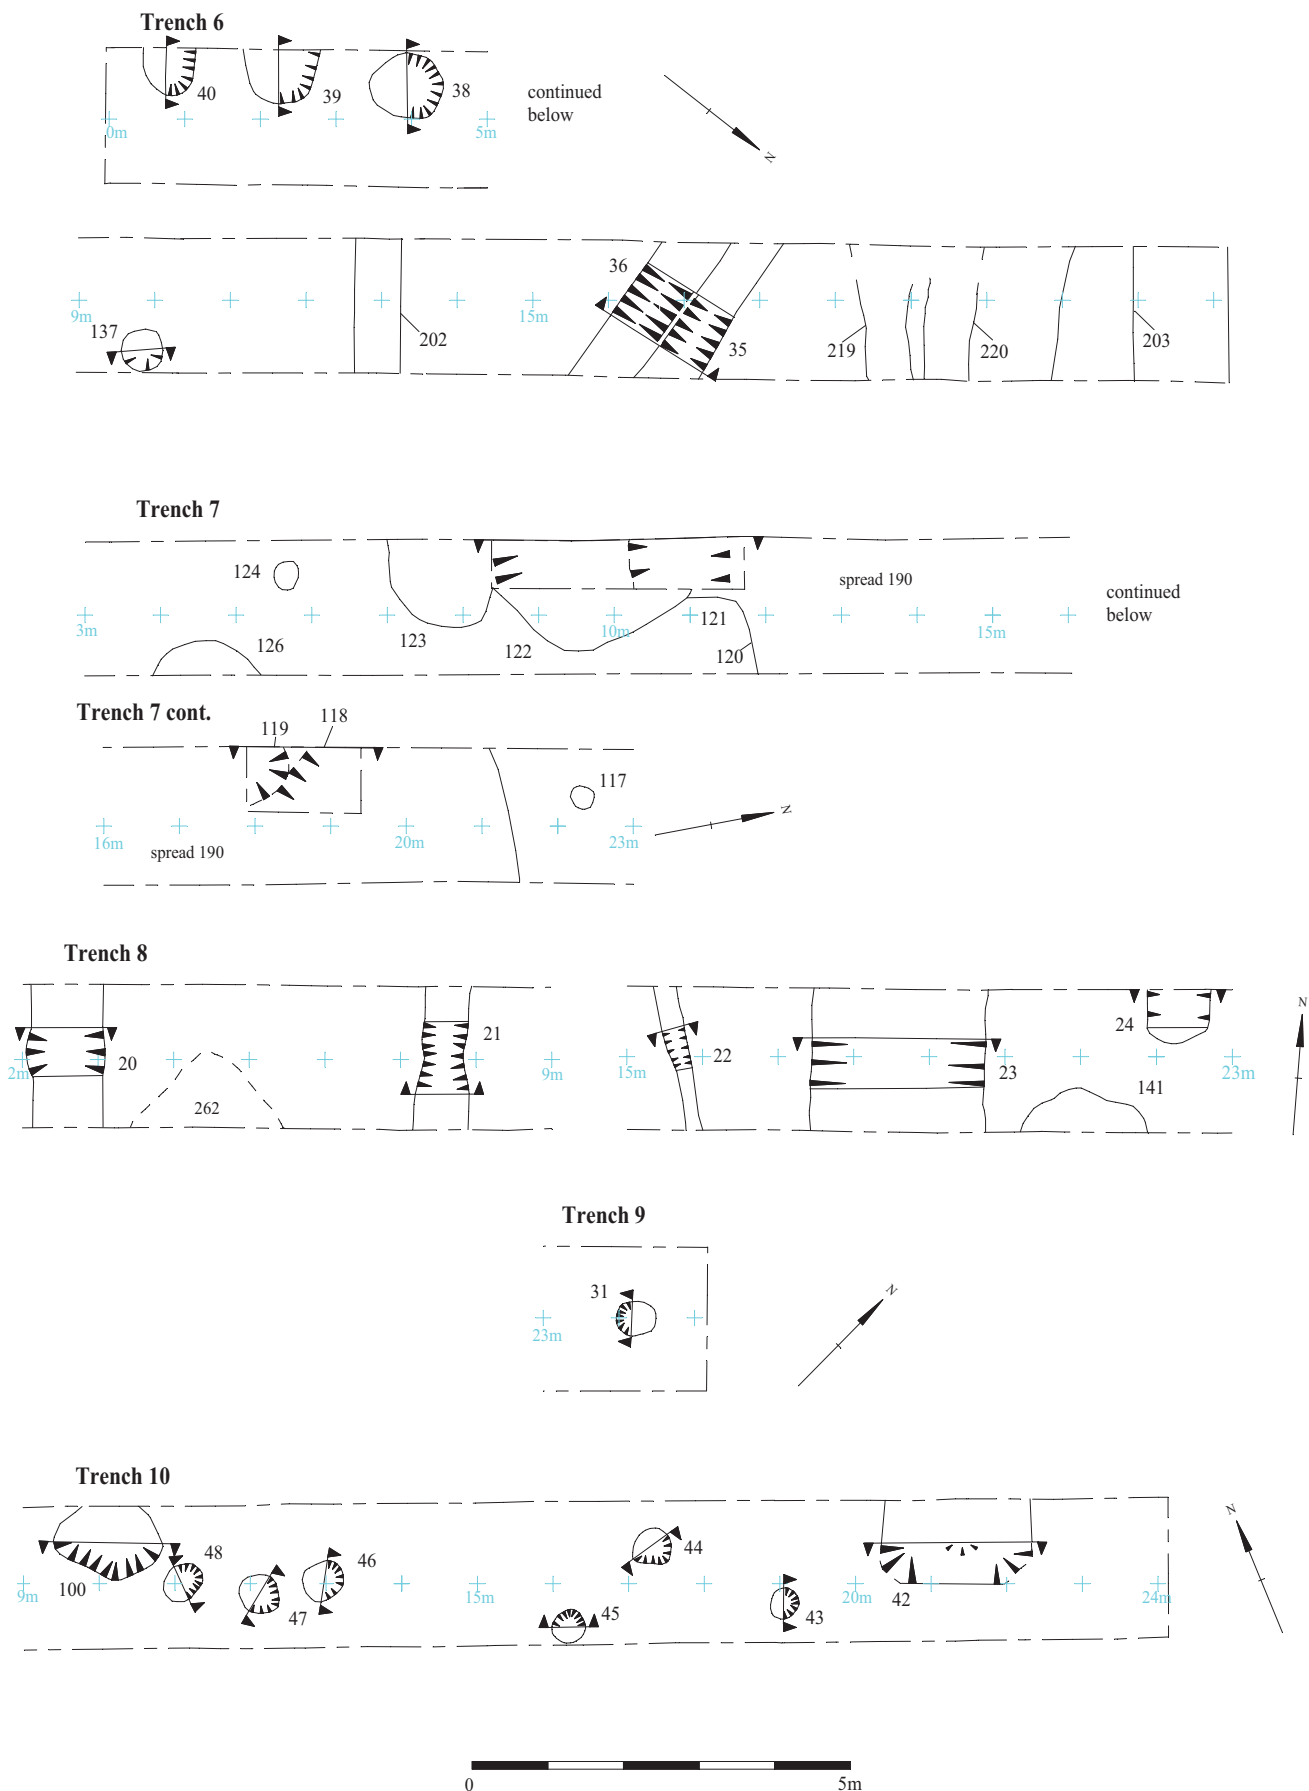 Trench 6
40
39
38
continued
below
0m
5m
N
36
9m
15m
137
202
219
220
203
35
Trench 7
124
spread 190
continued
below
3m
10m
15m
126
123
122
121
120
Trench 7 cont.
119
118
117
N
16m
20m
23m
spread 190
Trench 8
N
21
24
2m
20
9m
15m
22
23
23m
262
141
Trench 9
31
N
23m
Trench 10
N
48
46
44
9m
100
15m
20m
24m
47
45
43
42
0
5m